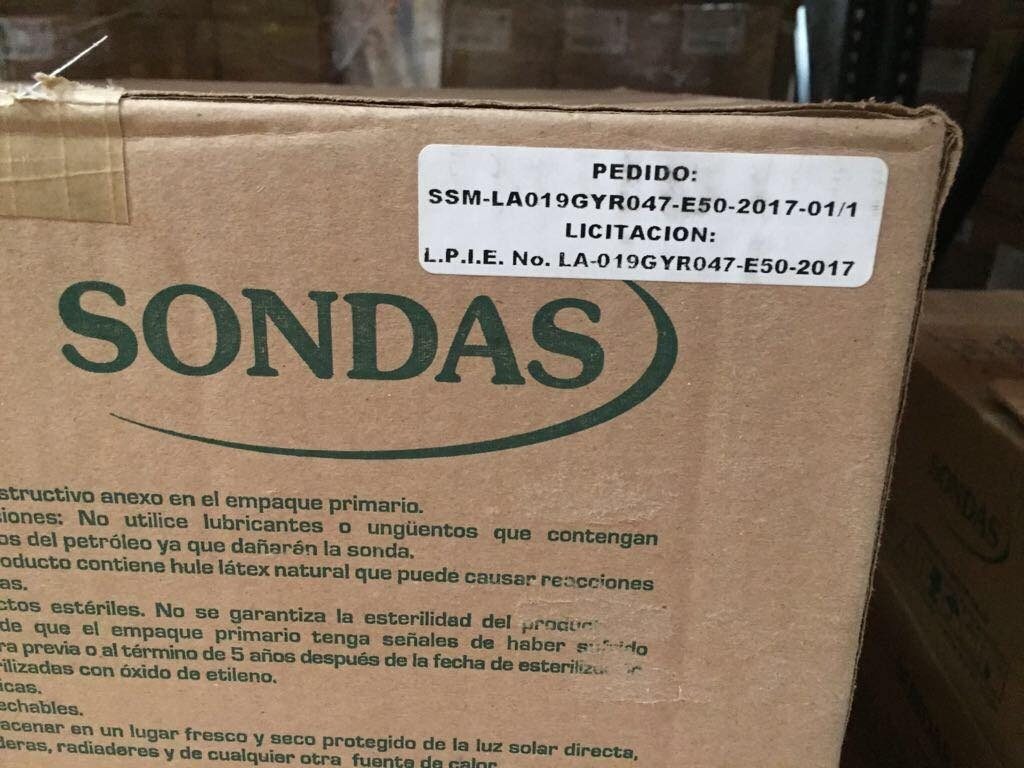 PEDIDO:
SSM-LA019GYR047-E50-2017-01/1
LICITACION:
L.P.I.E. No. LA-019GYR047-E50-2017
SONDAS
structivo anexo en el empaque primario.
iones: No utilice lubricantes o ungüentos que contengan
os del petróleo ya que dañarán la sonda.
oducto contiene hule látex natural que puede causar reacciones
as.
ctos estériles. No se garantiza la esterilidad del
de que el empaque primario tenga señales de haber
ra previa o al término de 5 años después de la fecha de
ilizadas con óxido de etileno.
icas.
echables.
acenar en un lugar fresco y seco protegido de la luz solar directa,
deras, radiadores y de cualquier otra fuente de calor
SONDAS